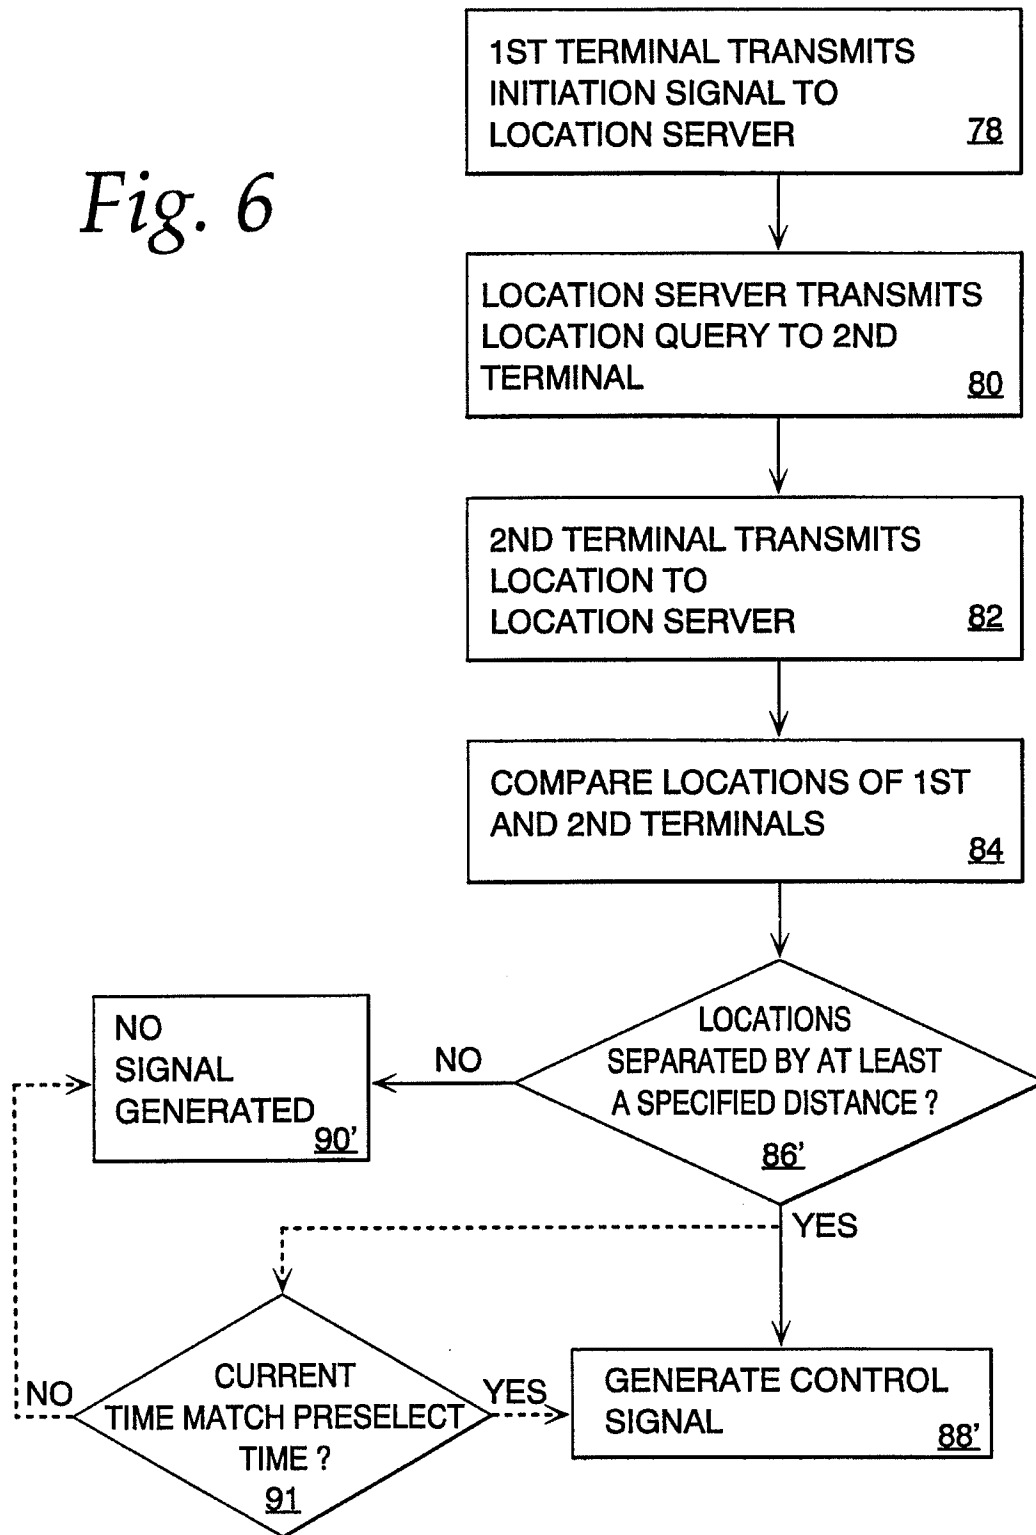 Fig. 6
1ST TERMINAL TRANSMITS
INITIATION SIGNAL TO
LOCATION SERVER
78
LOCATION SERVER TRANSMITS
LOCATION QUERY TO 2ND
TERMINAL
80
2ND TERMINAL TRANSMITS
LOCATION TO
LOCATION SERVER
82
COMPARE LOCATIONS OF 1ST
AND 2ND TERMINALS
84
LOCATIONS
SEPARATED BY AT LEAST
A SPECIFIED DISTANCE ?
86'
NO
NO
SIGNAL
GENERATED
90'
YES
CURRENT
TIME MATCH PRESELECT
TIME ?
91
NO
YES
GENERATE CONTROL
SIGNAL
88'